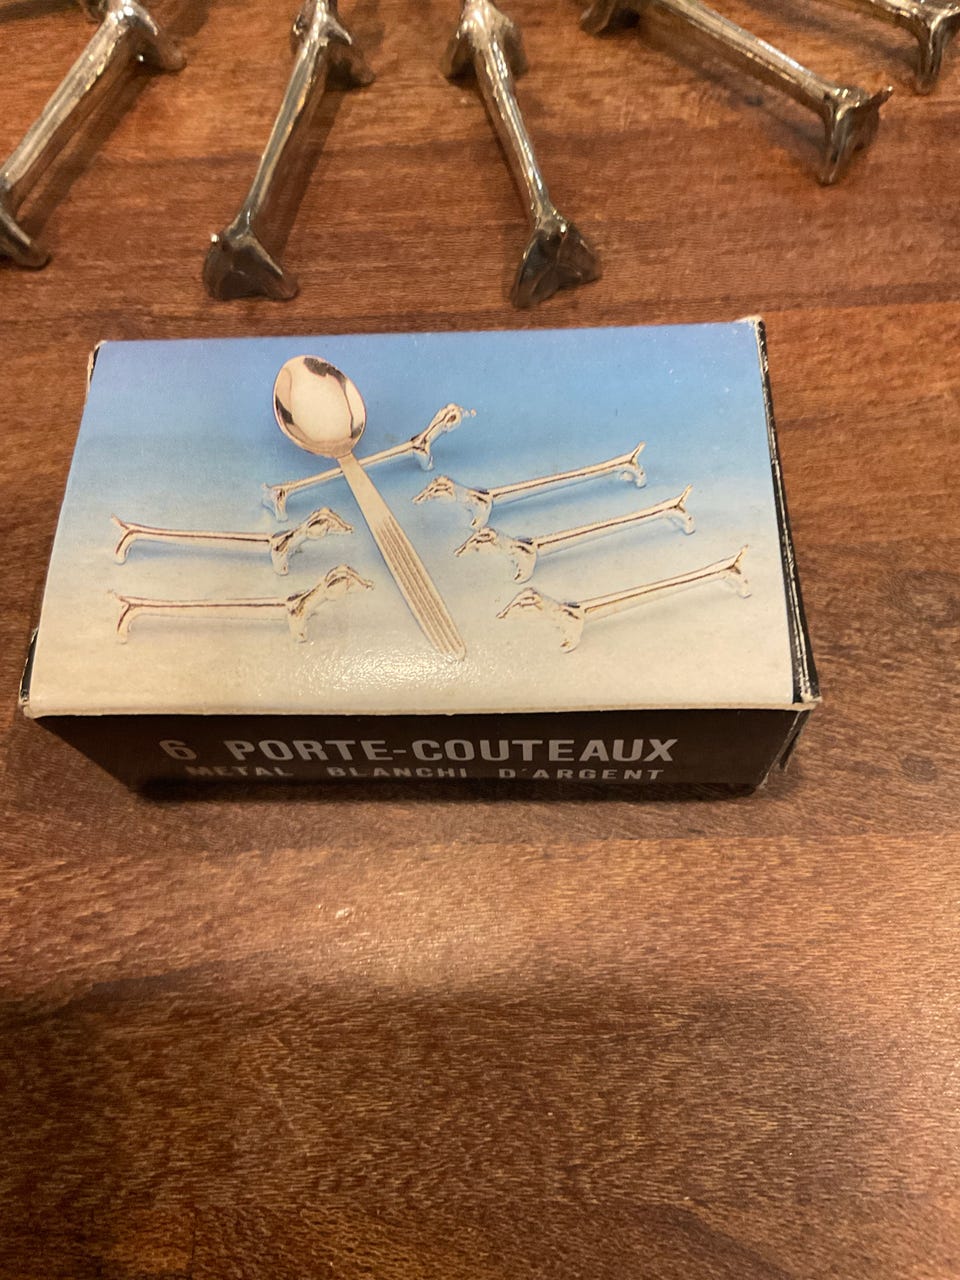 6 PORTE-COUTEAUX
METAL BLANCHI D'ARGENT